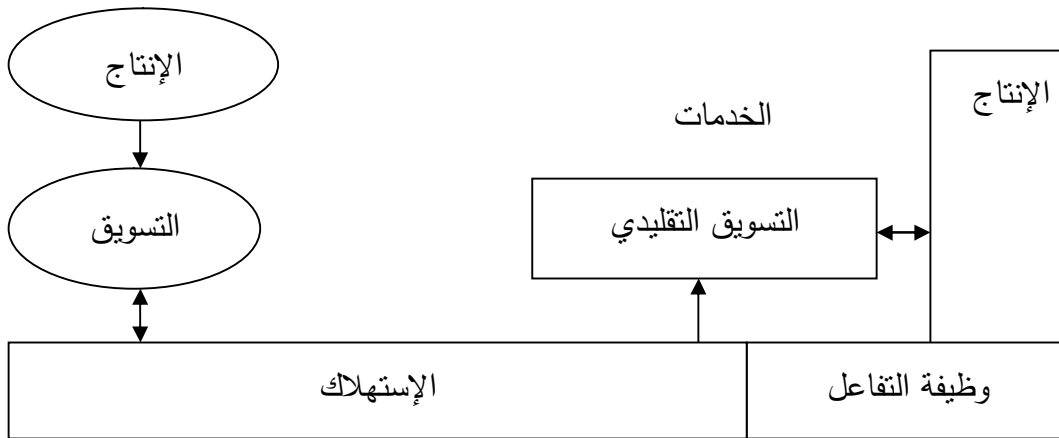 الإنتاج
الإنتاج
الخدمات
التسويق
التسويق التقليدي
الإستهلاك
وظيفة التفاعل